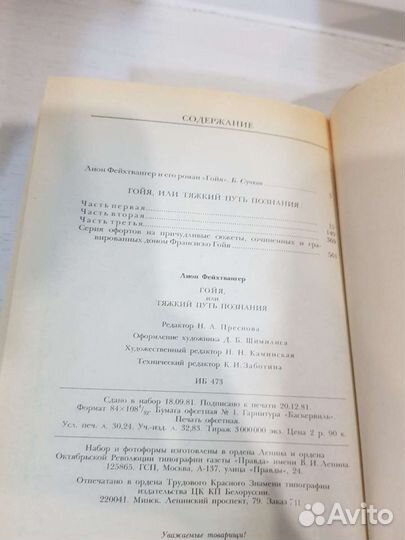 СОДЕРЖАНИЕ
Лион Фейхтвангер и его роман «Гойя». Б. Сучков
ГОЙЯ, ИЛИ ТЯЖКИЙ ПУТЬ ПОЗНАНИЯ
Часть первая
Часть вторая
Часть третья
Серия офортов на причудливые сюжеты, сочиненных и гра-
вированных доном Франсиско Гойя
Лион Фейхтвангер
ГОЙЯ,
или
ТЯЖКИЙ ПУТЬ ПОЗНАНИЯ
Редактор Н. А. Преснова
Оформление художника Д. Б. Шимилиса
Художественный редактор Н. Н. Каминская
Технический редактор К. И. Заботина
ИБ 473
Сдано в набор 18.09.81. Подписано к печати 20.12.81.
Формат 84×108¹/₃₂. Бумага офсетная № 1. Гарнитура «Баскервиль».
Печать офсетная.
Усл. печ. л. 30,24. Уч.-изд. л. 32,83. Тираж 3 000 000 экз. Цена 2 р. 90 к.
Набор и фотоформы изготовлены в ордена Ленина и ордена
Октябрьской Революции типографии газеты «Правда» имени В. И. Ленина.
125865, ГСП, Москва, А-137, улица «Правды», 24.
Отпечатано в ордена Трудового Красного Знамени типографии
издательства ЦК КП Белоруссии.
220041. Минск. Ленинский проспект, 79. Заказ
Уважаемые товарищи!
Avito